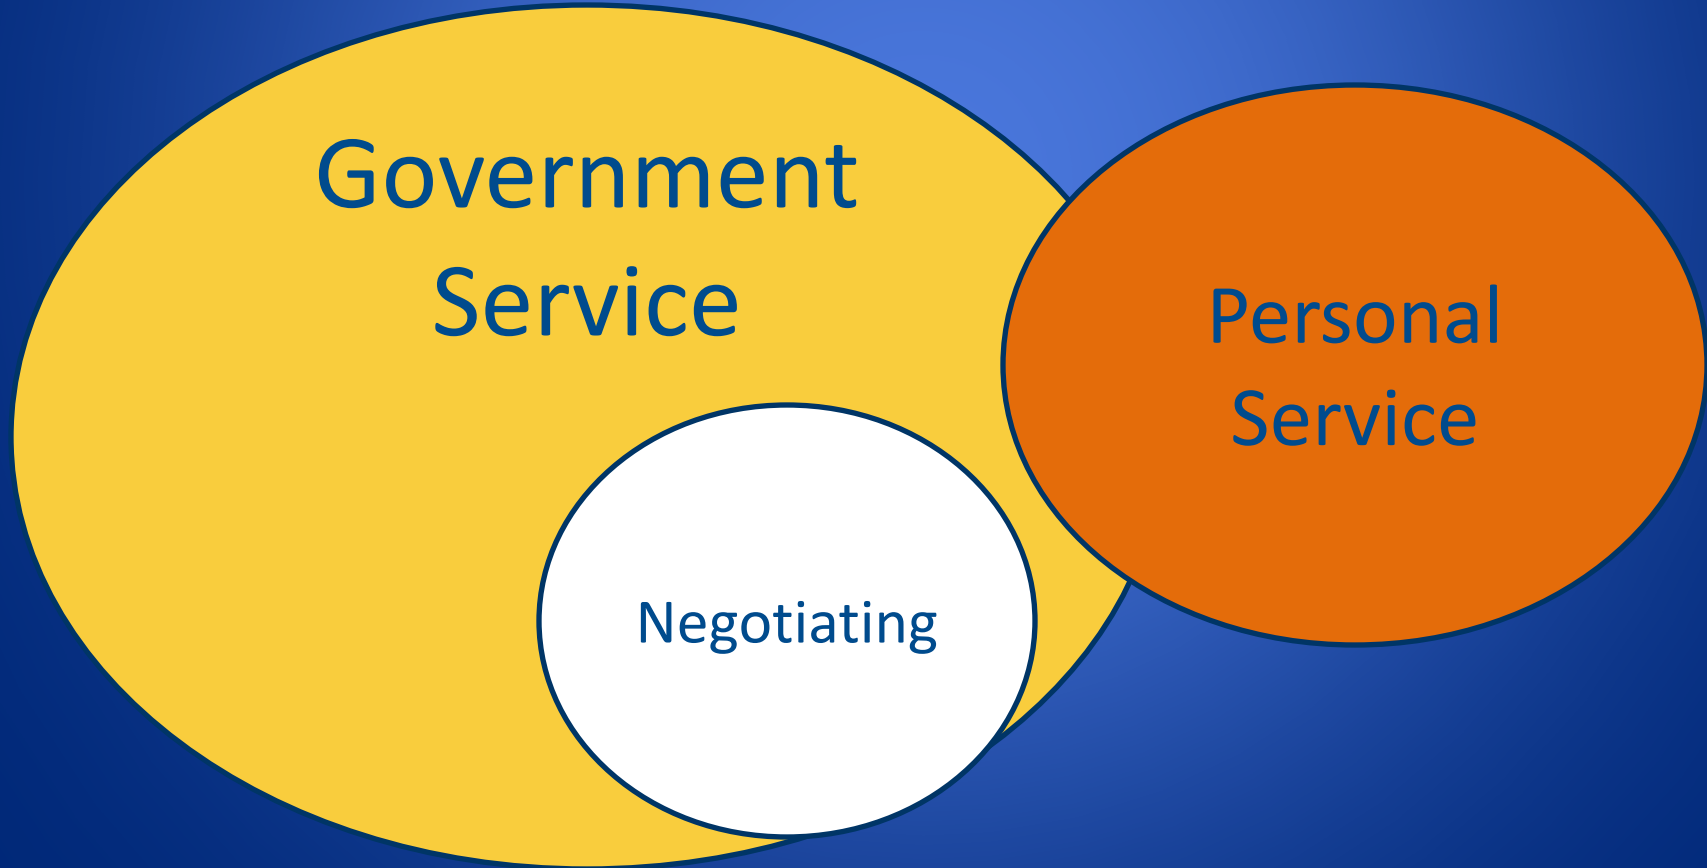 Government
Service
Personal
Service
Negotiating